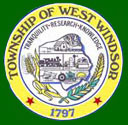 TOWNSHIP OF WEST WINDSOR
TRANQUILITY·RESEARCH·KNOWLEDGE
1797